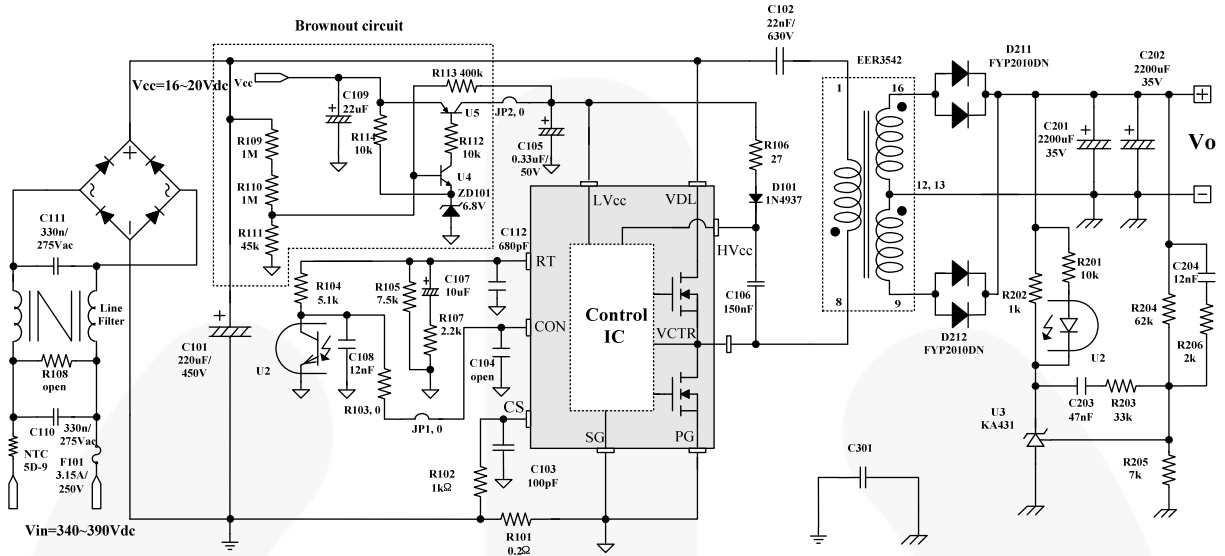 Brownout circuit
C102
22nF/
630V
EER3542
D211
FYP2010DN
C202
2200uF
35V
Vcc=16~20Vdc
Vcc
R113 400k
C109
22uF
U5
JP2, 0
R114
10k
R112
10k
C105
0.33uF/
50V
R109
1M
R110
1M
R111
45k
U4
ZD101
6.8V
R106
27
D101
1N4937
1
16
12, 13
8
9
C201
2200uF
35V
Vo
C111
330n/
275Vac
Line
Filter
R108
open
C110
330n/
275Vac
NTC
5D-9
F101
3.15A/
250V
Vin=340~390Vdc
C101
220uF/
450V
C112
680pF
R104
5.1k
R105
7.5k
C107
10uF
R107
2.2k
U2
C108
12nF
R103, 0
JP1, 0
C104
open
LVcc
VDL
HVcc
RT
CON
CS
Control
IC
VCTR
SG
PG
C106
150nF
R102
1kΩ
C103
100pF
R101
0.2Ω
D212
FYP2010DN
R201
10k
R202
1k
U2
C204
12nF
R204
62k
R206
2k
C203
47nF
R203
33k
U3
KA431
R205
7k
C301